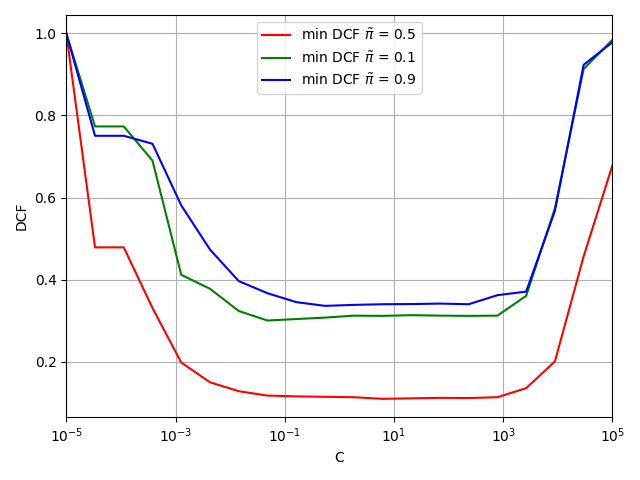 min DCF π̃ = 0.5
min DCF π̃ = 0.1
min DCF π̃ = 0.9
1.0
0.8
0.6
0.4
0.2
DCF
10⁻⁵ 10⁻³ 10⁻¹ 10¹ 10³ 10⁵
C